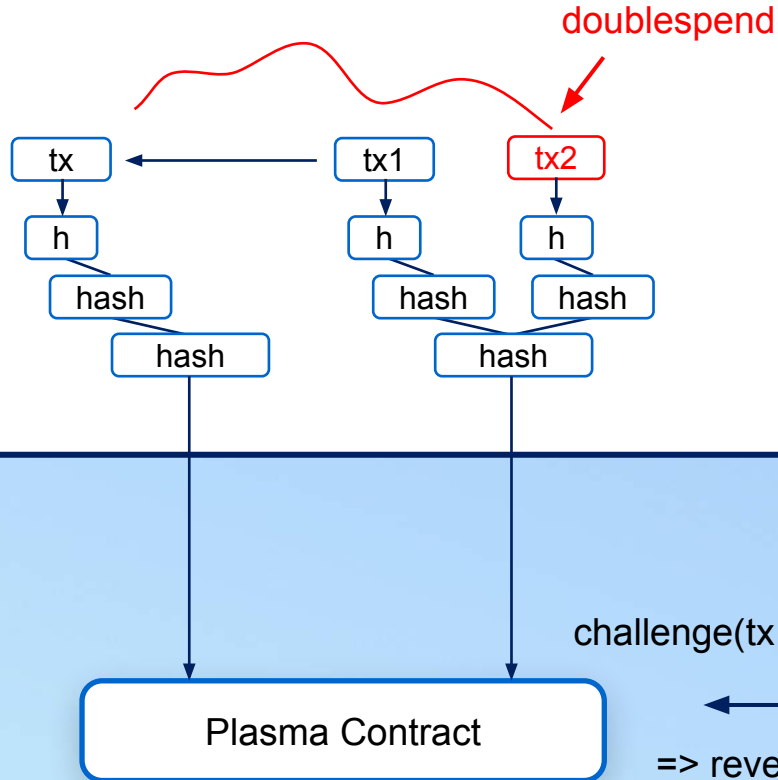 doublespend
tx
tx1
tx2
h
h
h
hash
hash
hash
hash
hash
challenge(tx
Plasma Contract
=> reve